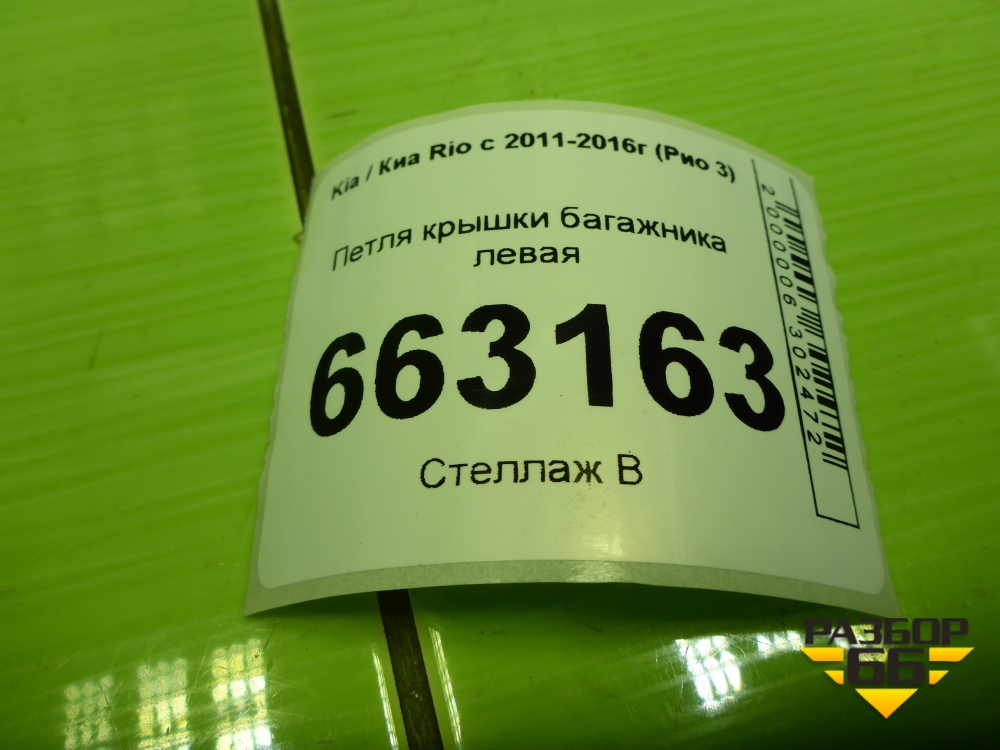 Kia / Киа Rio с 2011-2016г (Рио 3)
Петля крышки багажника
левая
663163
Стеллаж В
2000006302472
РАЗБОР
66